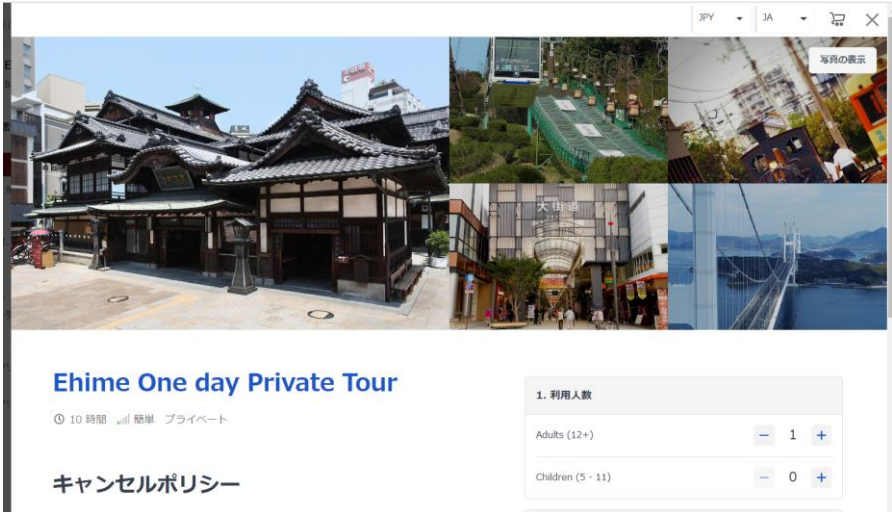 JPY
JA
写真の表示
大街道
Ehime One day Private Tour
10 時間 簡単 プライベート
キャンセルポリシー
1. 利用人数
Adults (12+)
− 1 +
Children (5 - 11)
− 0 +